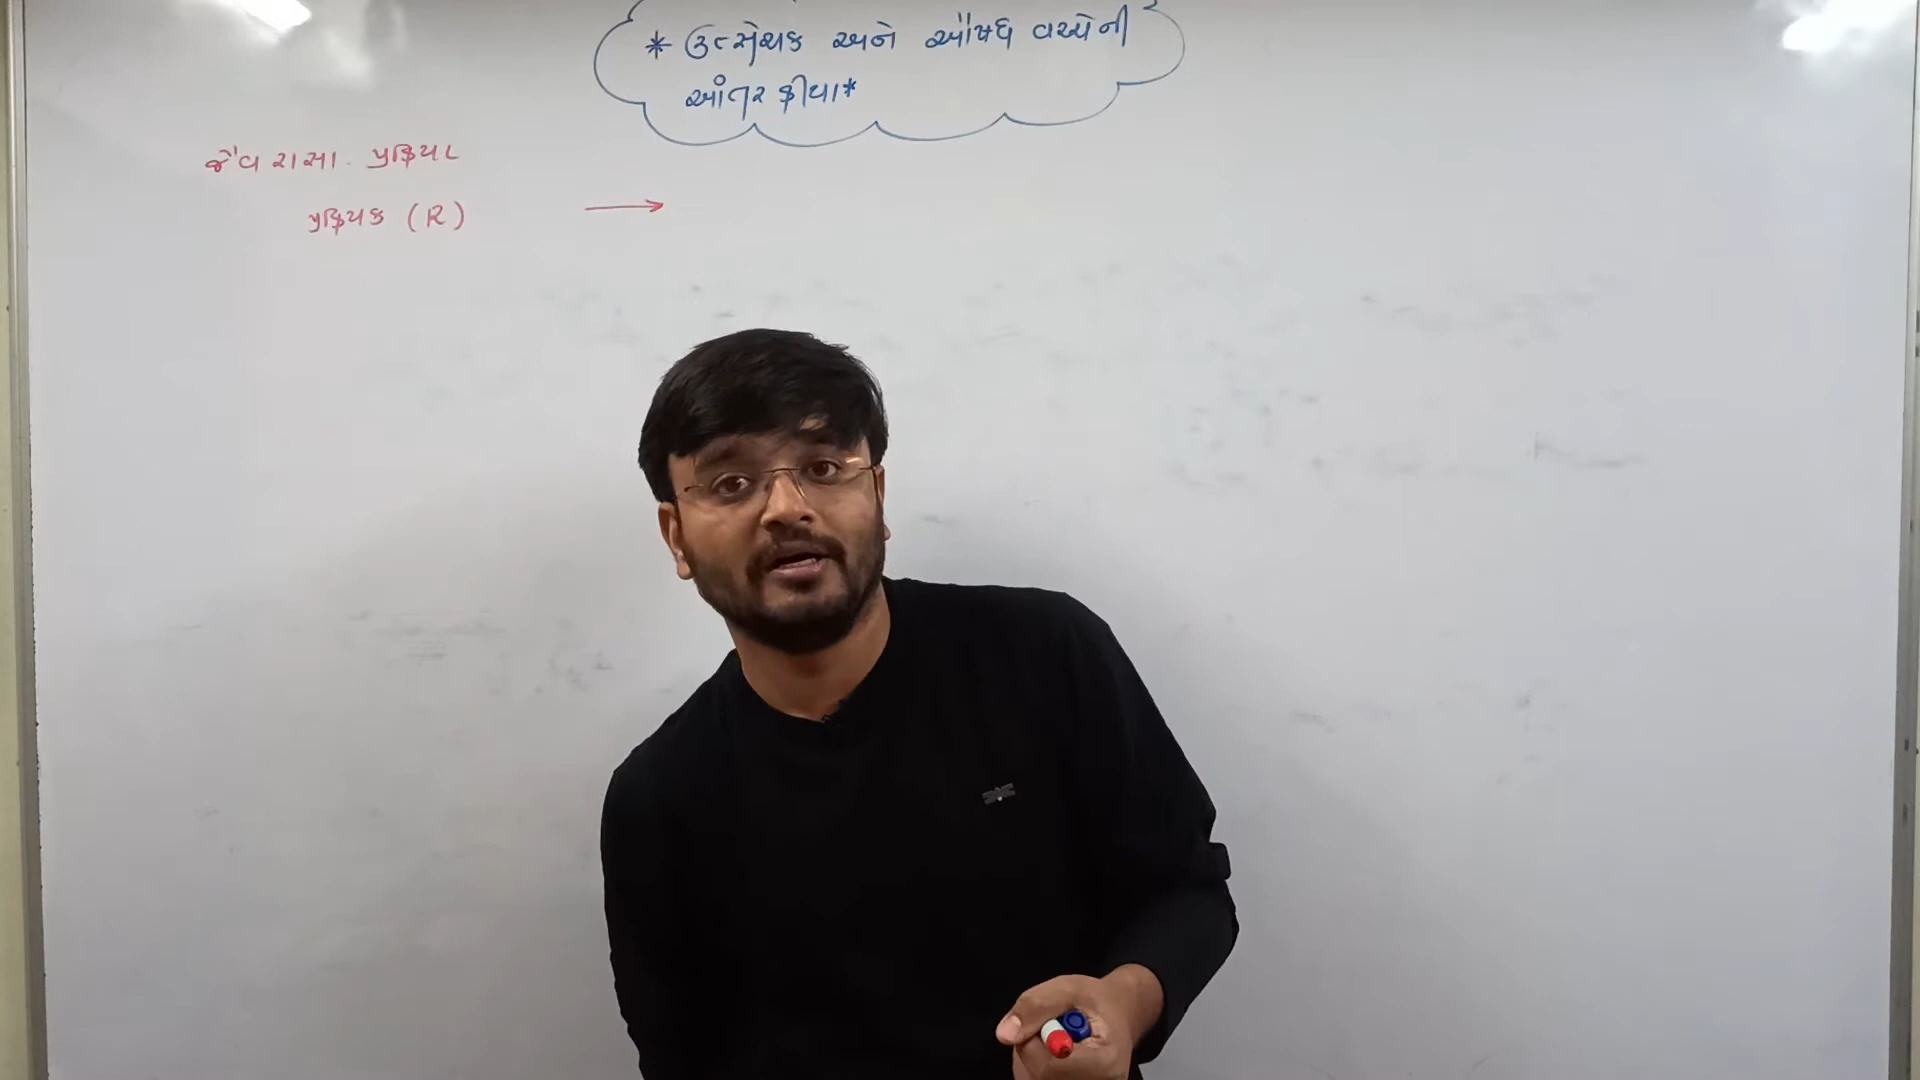 * ઉત્સેચક અને ઔષધ વચ્ચેની
આંતર ક્રીયા *
જૈવ રાસા. પ્રક્રિયા
પ્રક્રિયક (R) →